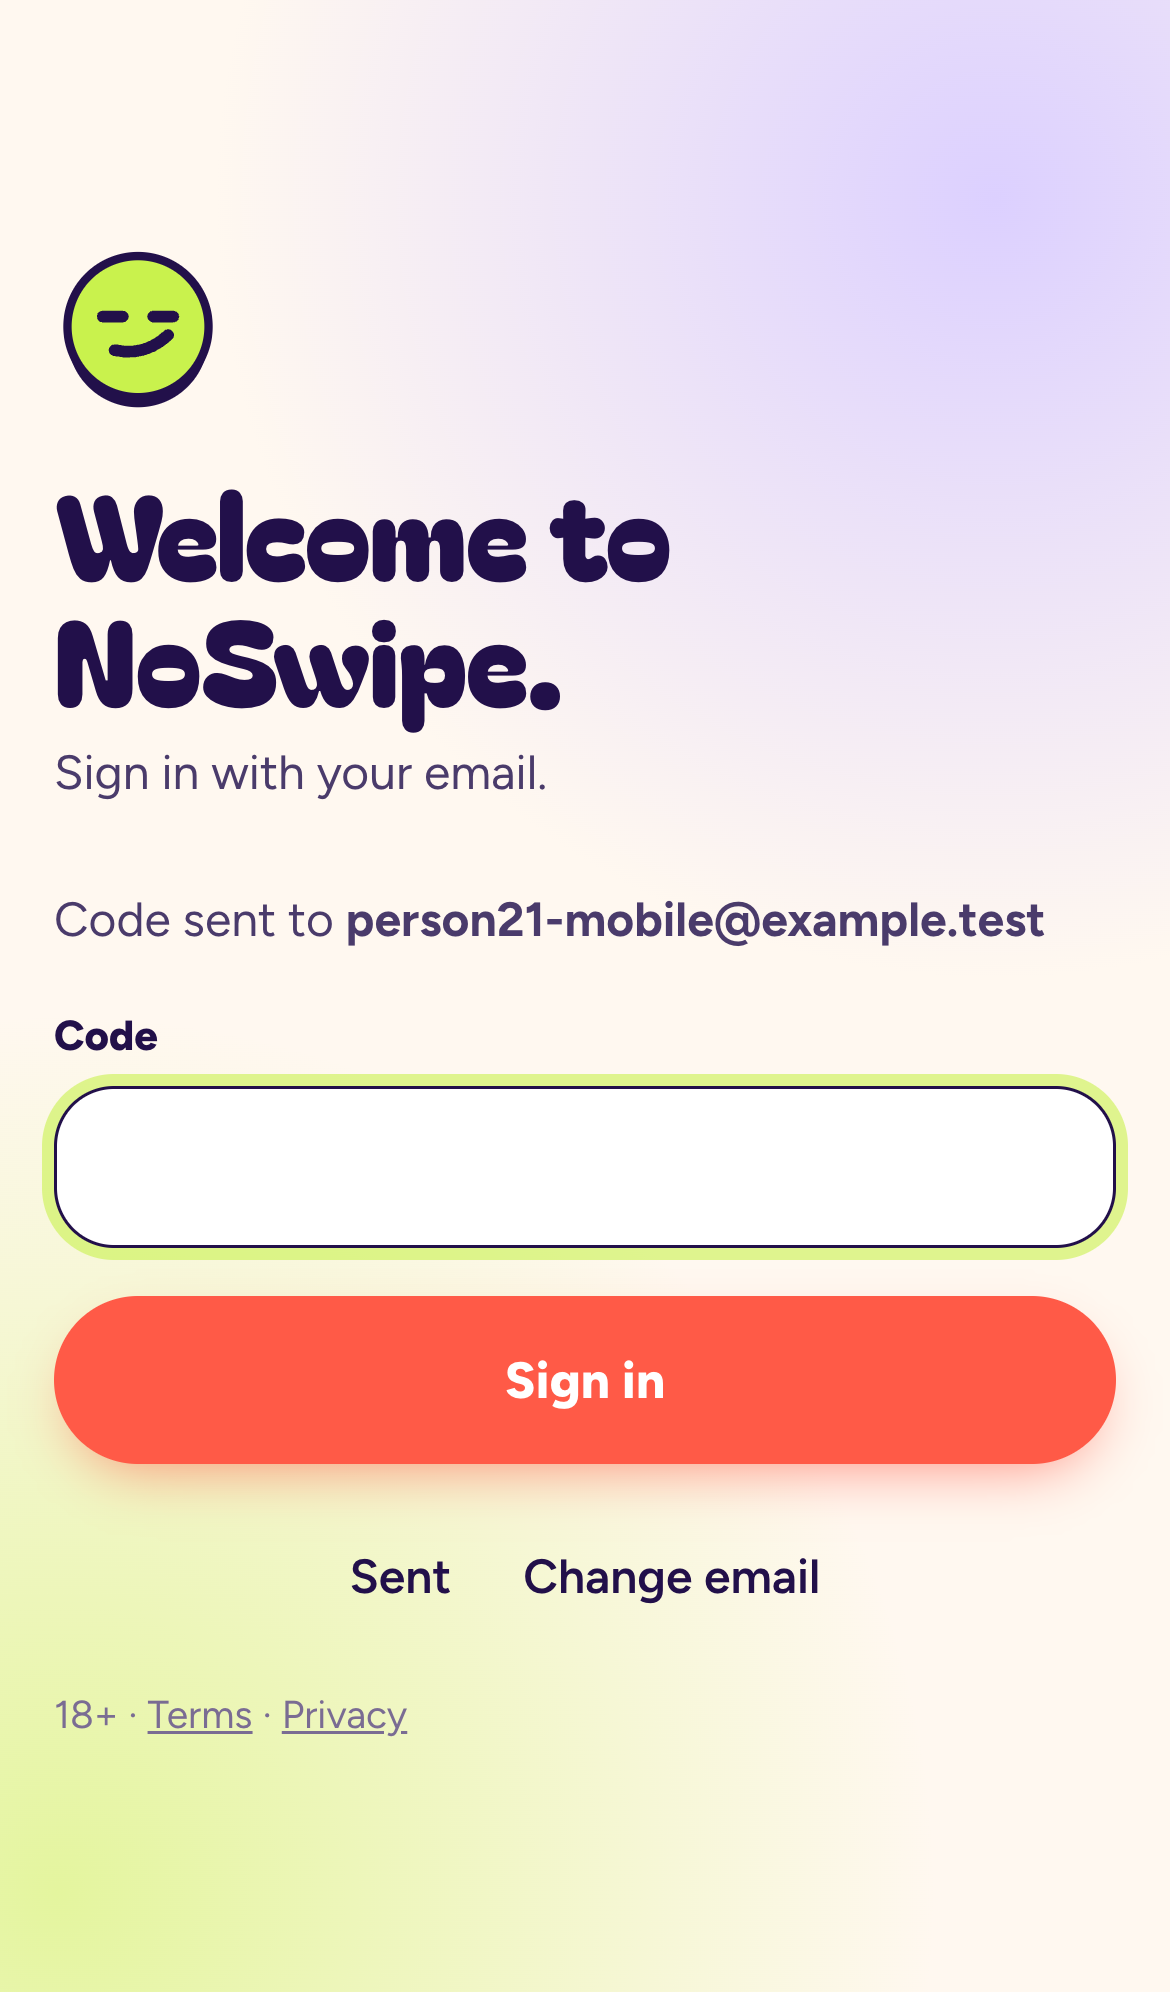 Welcome to
NoSwipe.
Sign in with your email.
Code sent to person21-mobile@example.test
Code
Sign in
Sent Change email
18+ · Terms · Privacy